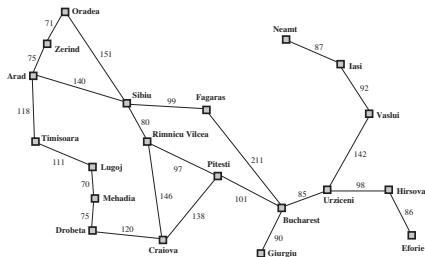 Oradea
71
Neamt
Zerind
87
151
75
Iasi
Arad
140
92
Sibiu
99
Fagaras
118
Vaslui
80
Rimnicu Vilcea
Timisoara
142
111
Pitesti
211
Lugoj
97
70
98
Hirsova
85
Mehadia
146
101
Urziceni
138
86
75
Bucharest
Drobeta
120
90
Eforie
Craiova
Giurgiu